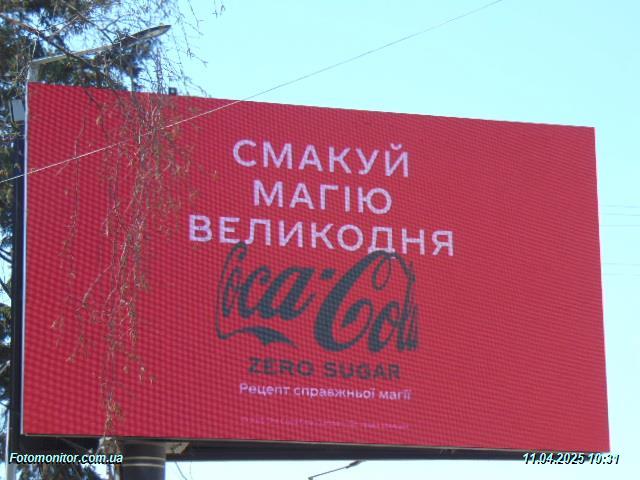 СМАКУЙ
МАГІЮ
ВЕЛИКОДНЯ
Coca-Cola
ZERO SUGAR
Рецепт справжньої магії
Fotomonitor.com.ua
11.04.2025 10:31